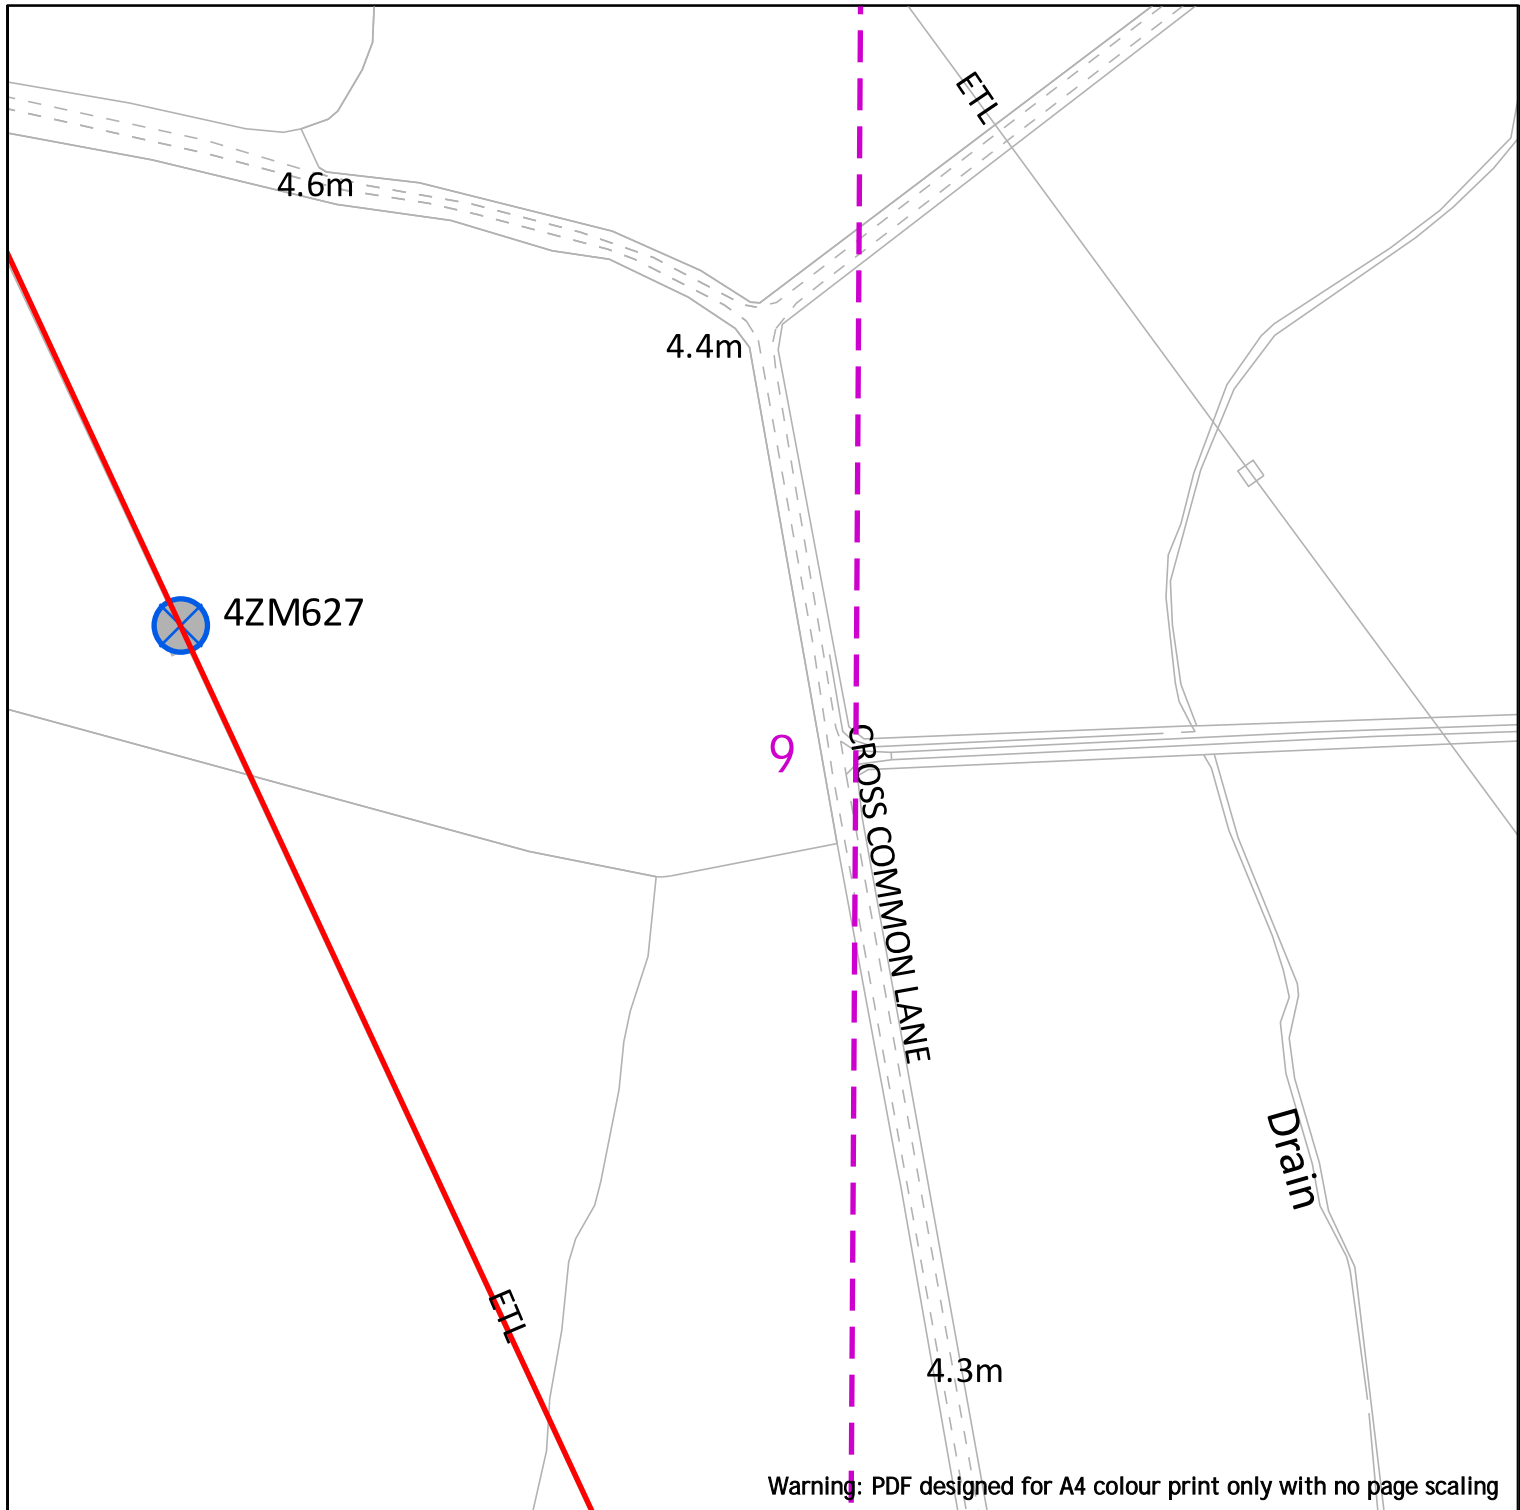 ETL
4.6m
4.4m
4ZM627
9
CROSS COMMON LANE
Drain
ETL
4.3m
Warning: PDF designed for A4 colour print only with no page scaling